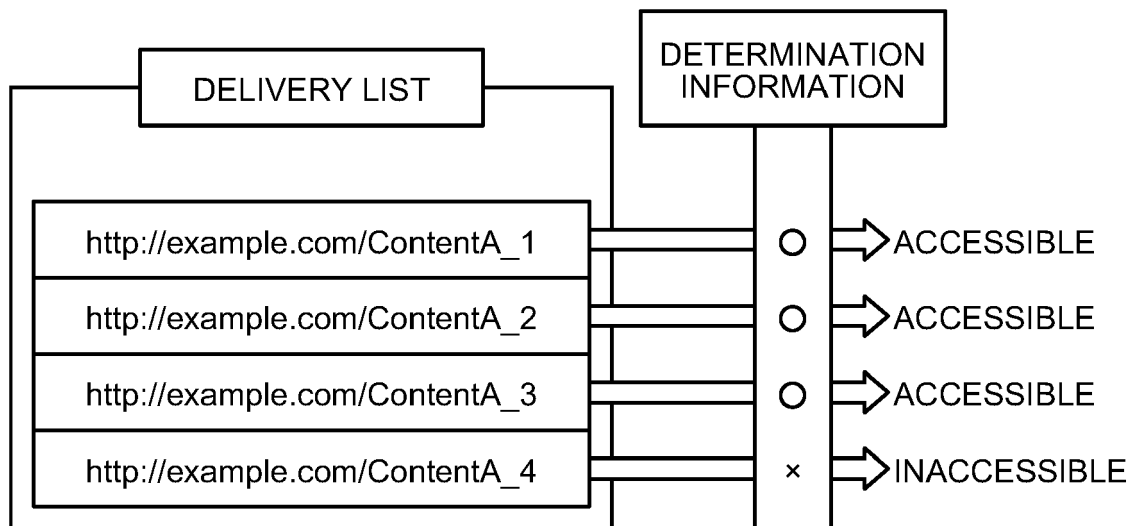 DELIVERY LIST
DETERMINATION
INFORMATION
http://example.com/ContentA_1 ○ ACCESSIBLE
http://example.com/ContentA_2 ○ ACCESSIBLE
http://example.com/ContentA_3 ○ ACCESSIBLE
http://example.com/ContentA_4 × INACCESSIBLE